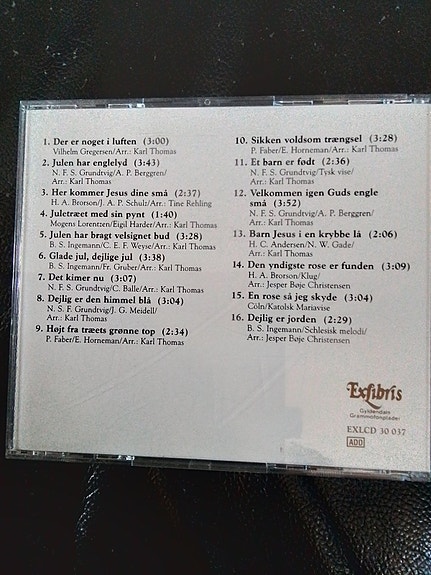 1. Der er noget i luften (3:00)
Vilhelm Gregersen/Arr.: Karl Thomas
2. Julen har englelyd (3:43)
N. F. S. Grundtvig/A. P. Berggren/
Arr.: Karl Thomas
3. Her kommer Jesus dine små (2:37)
H. A. Brorson/J. A. P. Schulz/Arr.: Tine Rehling
4. Juletræet med sin pynt (1:40)
Mogens Lorentzen/Egil Harder/Arr.: Karl Thomas
5. Julen har bragt velsignet bud (3:28)
B. S. Ingemann/C. E. F. Weyse/Arr.: Karl Thomas
6. Glade jul, dejlige jul (3:38)
B. S. Ingemann/Fr. Gruber/Arr.: Karl Thomas
7. Det kimer nu (3:07)
N. F. S. Grundtvig/C. Balle/Arr.: Karl Thomas
8. Dejlig er den himmel blå (3:04)
N. S. F. Grundtvig/J. G. Meidell/
Arr.: Karl Thomas
9. Højt fra træets grønne top (2:34)
P. Faber/E. Horneman/Arr.: Karl Thomas
10. Sikken voldsom trængsel (3:28)
P. Faber/E. Horneman/Arr.: Karl Thomas
11. Et barn er født (2:36)
N. F. S. Grundtvig/Tysk vise/
Arr.: Karl Thomas
12. Velkommen igen Guds engle
små (3:52)
N. F. S. Grundtvig/A. P. Berggren/
Arr.: Karl Thomas
13. Barn Jesus i en krybbe lå (2:06)
H. C. Andersen/N. W. Gade/
Arr.: Karl Thomas
14. Den yndigste rose er funden (3:09)
H. A. Brorson/Klug/
Arr.: Jesper Bøje Christensen
15. En rose så jeg skyde (3:04)
Cöln/Katolsk Mariavise
16. Dejlig er jorden (2:29)
B. S. Ingemann/Schlesisk melodi/
Arr.: Jesper Bøje Christensen
Exlibris
Gyldendals
Grammofonplader
EXLCD 30 037
ADD